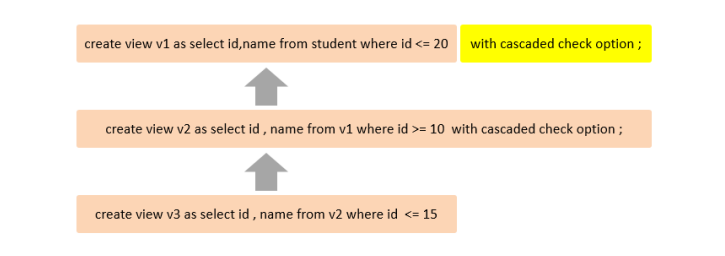 create view v1 as select id,name from student where id <= 20 with cascaded check option ;
create view v2 as select id , name from v1 where id >= 10  with cascaded check option ;
create view v3 as select id , name from v2 where id  <= 15